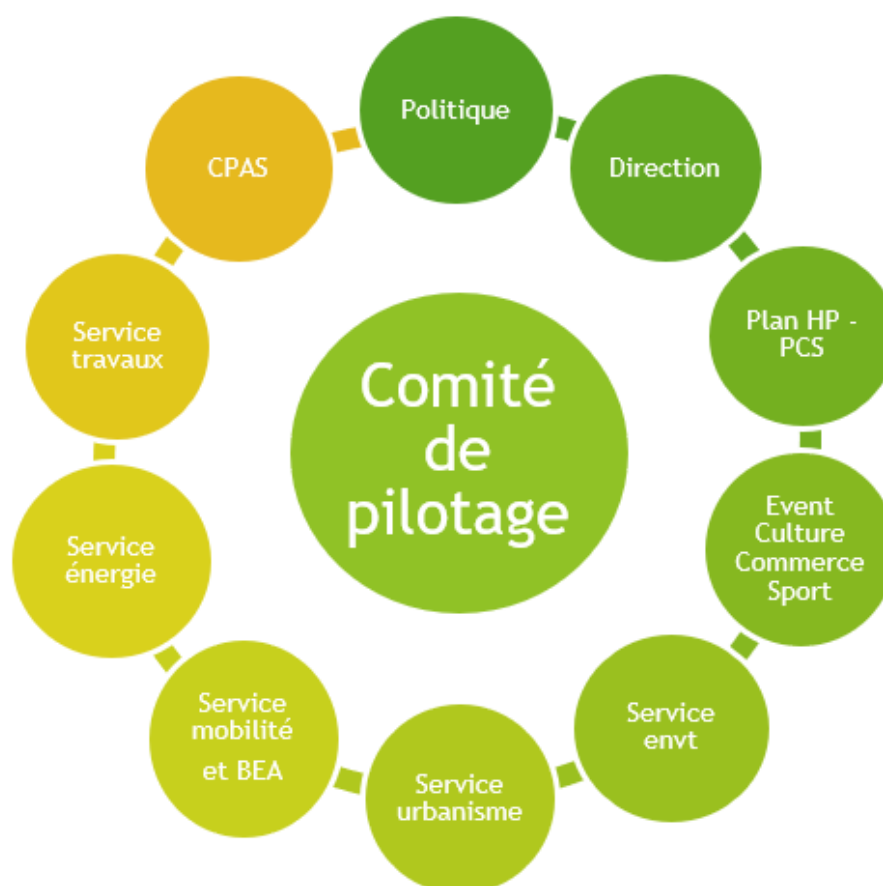 Politique
Direction
Plan HP -
PCS
Event
Culture
Commerce
Sport
Service
envt
Service
urbanisme
Service
mobilité
et BEA
Service
énergie
Service
travaux
CPAS
Comité
de
pilotage